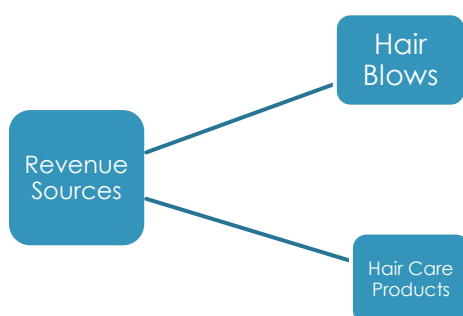 Hair
Blows
Revenue
Sources
Hair Care
Products